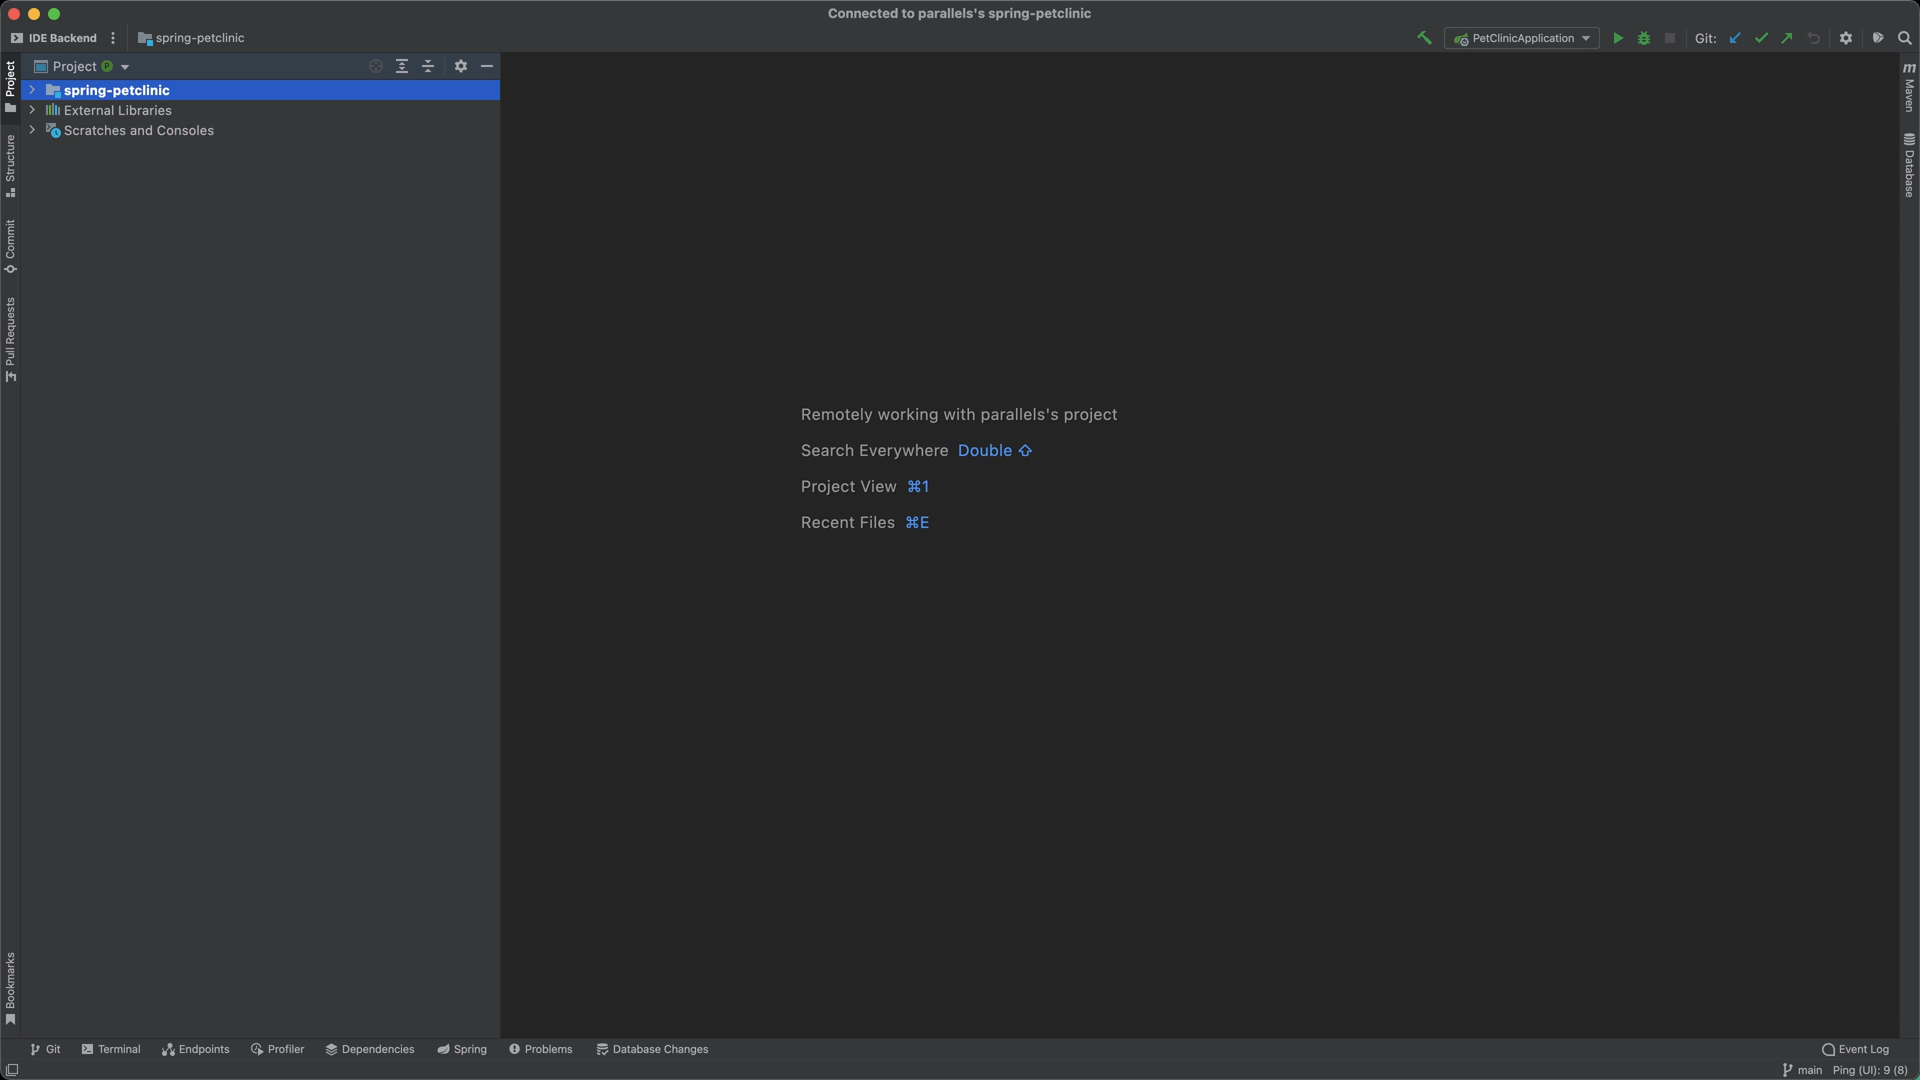 Connected to parallels's spring-petclinic
IDE Backend
spring-petclinic
PetClinicApplication
Git:
Project
Project
spring-petclinic
External Libraries
Scratches and Consoles
Structure
Commit
Pull Requests
Bookmarks
Remotely working with parallels's project
Search Everywhere Double ⇧
Project View ⌘1
Recent Files ⌘E
m Maven
Database
Git
Terminal
Endpoints
Profiler
Dependencies
Spring
Problems
Database Changes
Event Log
main
Ping (UI): 9 (8)